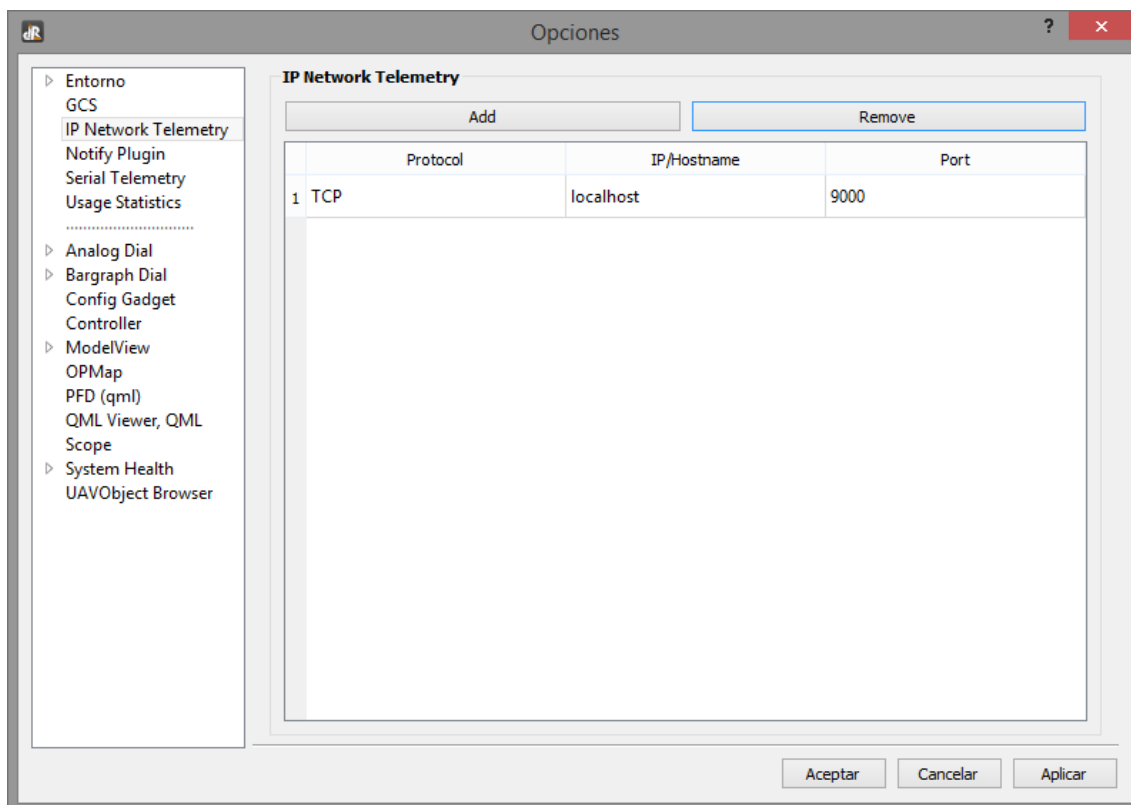 dR
Opciones
?
Entorno
GCS
IP Network Telemetry
Notify Plugin
Serial Telemetry
Usage Statistics
Analog Dial
Bargraph Dial
Config Gadget
Controller
ModelView
OPMap
PFD (qml)
QML Viewer, QML
Scope
System Health
UAVObject Browser
IP Network Telemetry
Add Remove
Protocol IP/Hostname Port
1 TCP localhost 9000
Aceptar Cancelar Aplicar